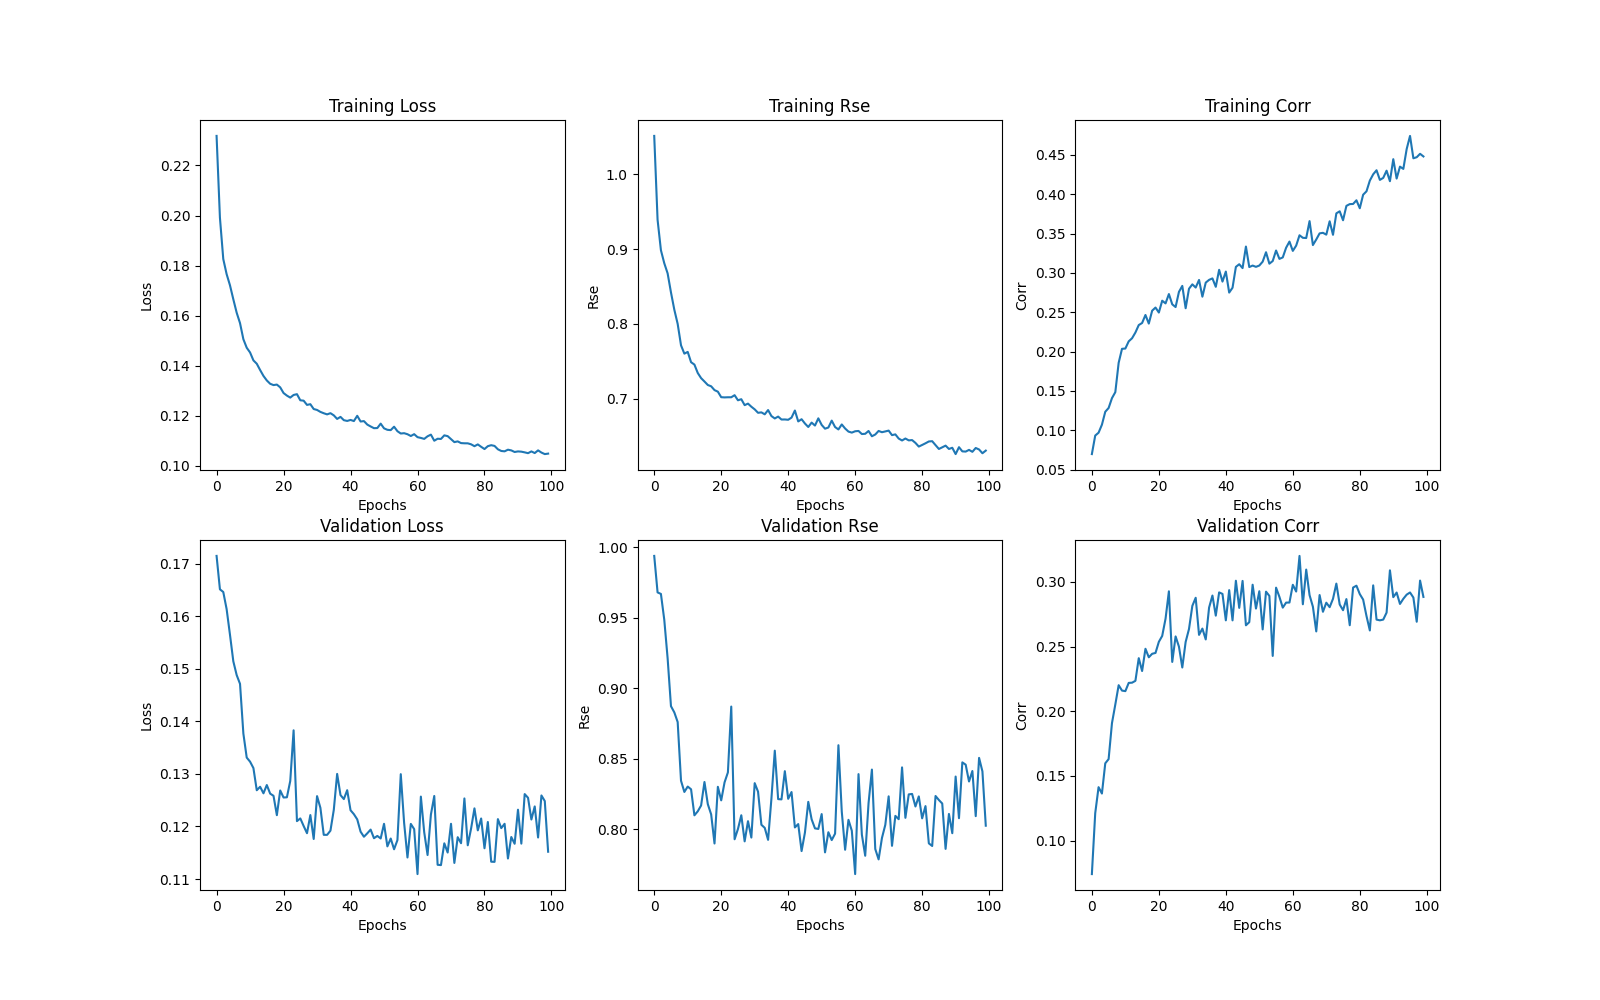 Training Loss
Loss
0.22
0.20
0.18
0.16
0.14
0.12
0.10
0 20 40 60 80 100
Epochs
Training Rse
Rse
1.0
0.9
0.8
0.7
0 20 40 60 80 100
Epochs
Training Corr
Corr
0.45
0.40
0.35
0.30
0.25
0.20
0.15
0.10
0.05
0 20 40 60 80 100
Epochs
Validation Loss
Loss
0.17
0.16
0.15
0.14
0.13
0.12
0.11
0 20 40 60 80 100
Epochs
Validation Rse
Rse
1.00
0.95
0.90
0.85
0.80
0 20 40 60 80 100
Epochs
Validation Corr
Corr
0.30
0.25
0.20
0.15
0.10
0 20 40 60 80 100
Epochs